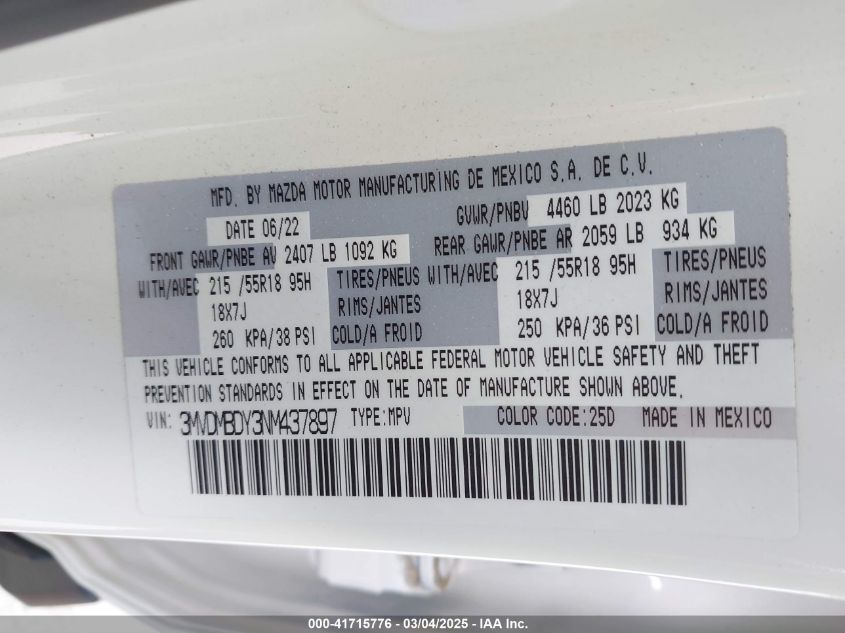 MFD. BY MAZDA MOTOR MANUFACTURING DE MEXICO S.A. DE C.V.
DATE 06/22 GVWR/PNBV 4460 LB 2023 KG
FRONT GAWR/PNBE AV 2407 LB 1092 KG REAR GAWR/PNBE AR 2059 LB 934 KG
WITH/AVEC 215 /55R18 95H TIRES/PNEUS WITH/AVEC 215 /55R18 95H TIRES/PNEUS
18X7J RIMS/JANTES 18X7J RIMS/JANTES
260 KPA/38 PSI COLD/A FROID 250 KPA/36 PSI COLD/A FROID
THIS VEHICLE CONFORMS TO ALL APPLICABLE FEDERAL MOTOR VEHICLE SAFETY AND THEFT
PREVENTION STANDARDS IN EFFECT ON THE DATE OF MANUFACTURE SHOWN ABOVE.
VIN: 3MVDMBDY3NM437897 TYPE:MPV COLOR CODE:25D MADE IN MEXICO
000-41715776 - 03/04/2025 - IAA Inc.